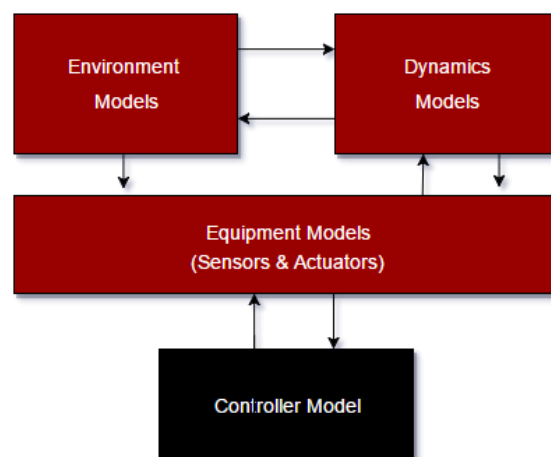 Environment
Models
Dynamics
Models
Equipment Models
(Sensors & Actuators)
Controller Model